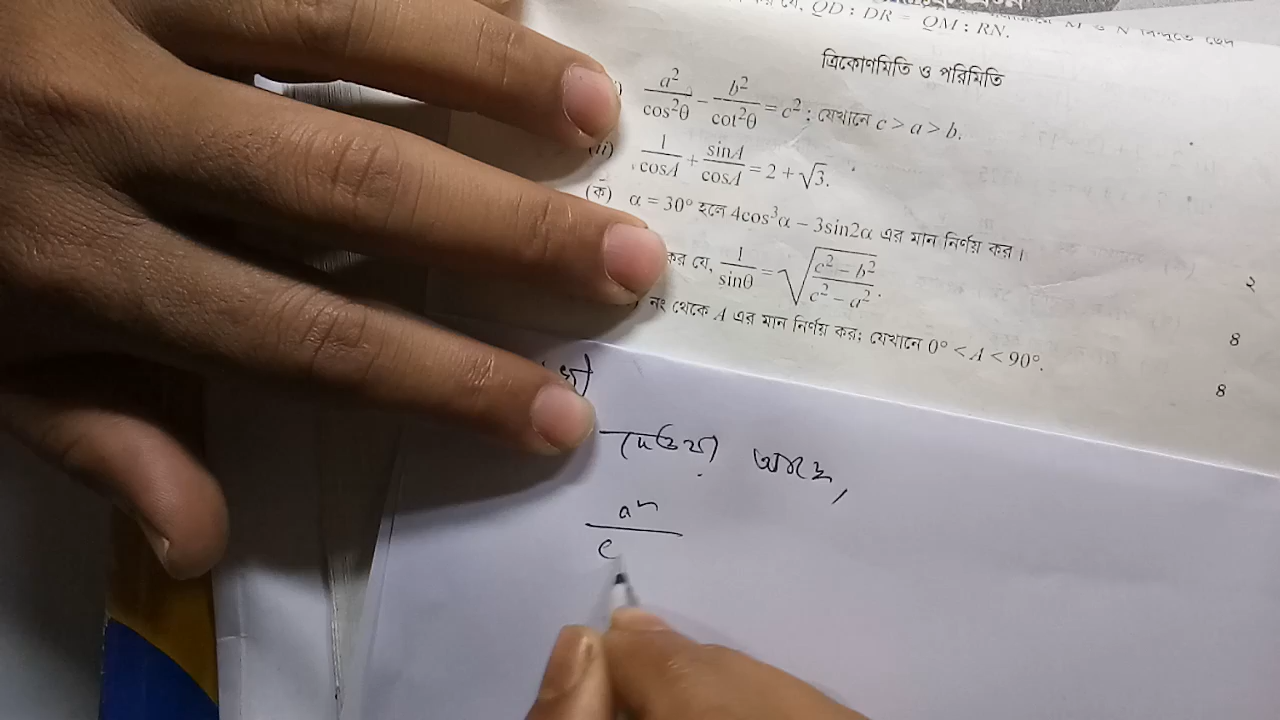 QD : DR = QM : RN.
ত্রিকোণমিতি ও পরিমিতি
a²/cos²θ − b²/cot²θ = c² ; যেখানে c > a > b.
(ii) 1/cosA + sinA/cosA = 2 + √3.
(ক) α = 30° হলে 4cos³α − 3sin2α এর মান নির্ণয় কর। ২
কর যে, 1/sinθ = √((c² − b²)/(c² − a²)). 8
নং থেকে A এর মান নির্ণয় কর; যেখানে 0° < A < 90°. 8
দেওয়া আছে,
a²
c